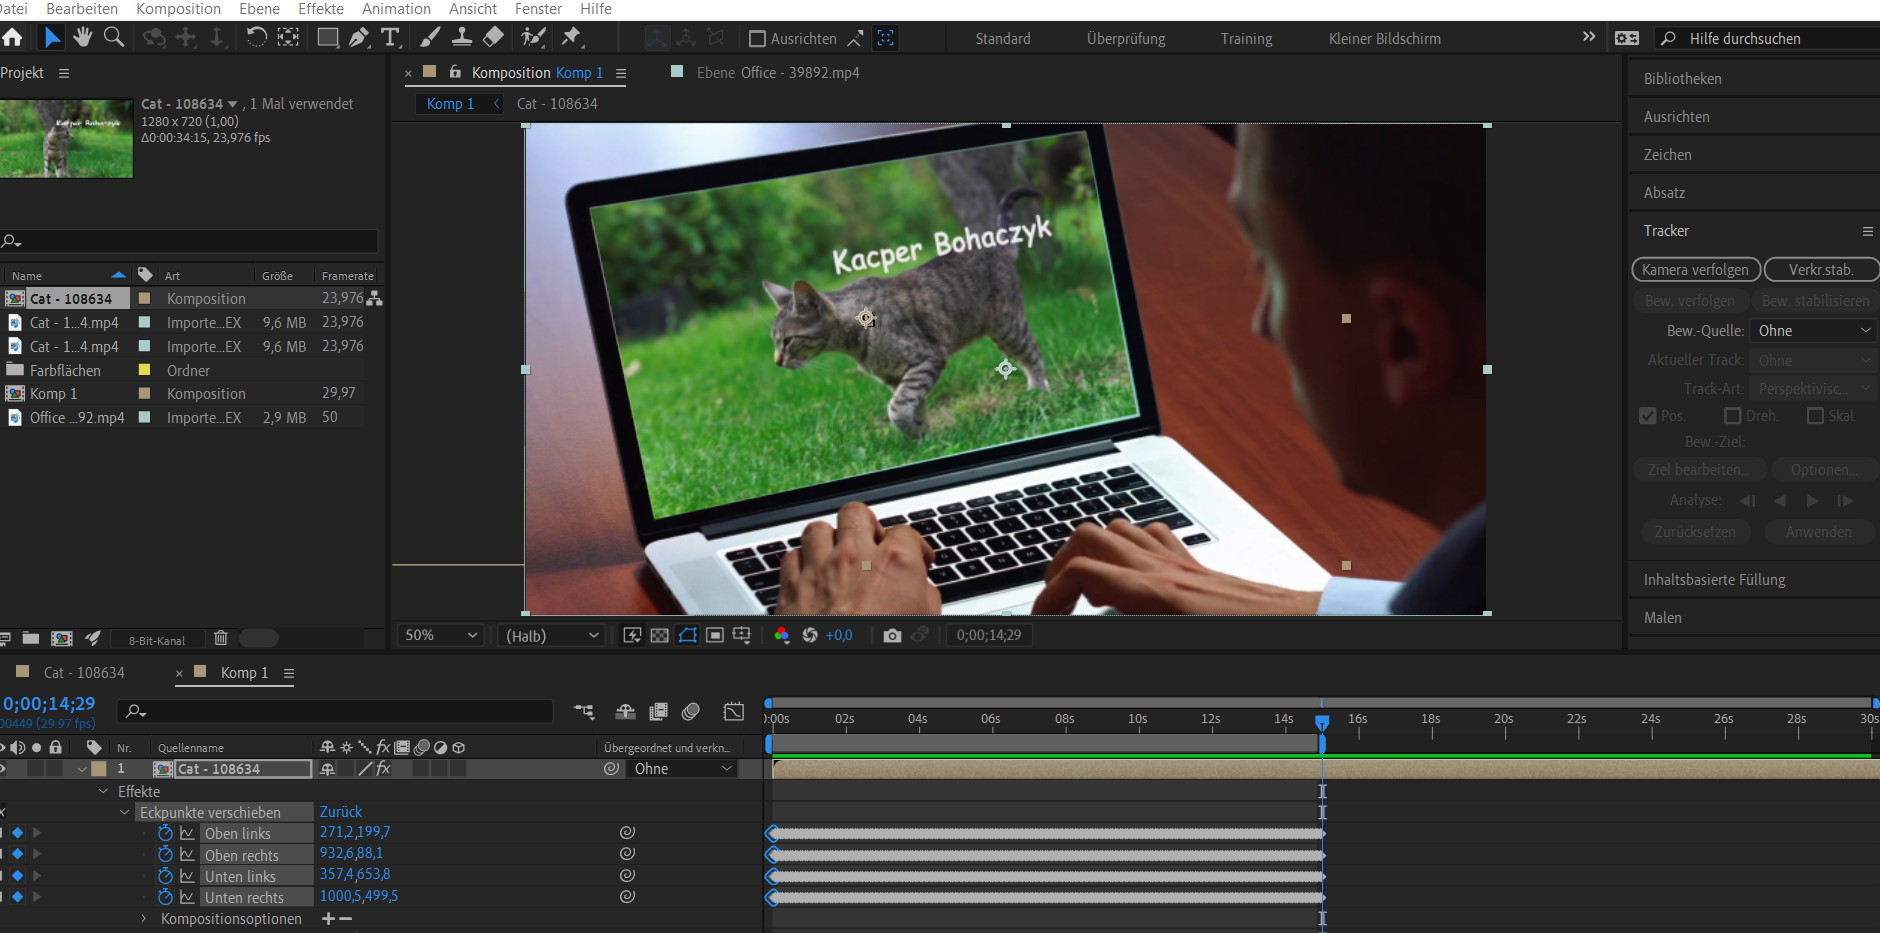 Datei Bearbeiten Komposition Ebene Effekte Animation Ansicht Fenster Hilfe
Ausrichten Standard Überprüfung Training Kleiner Bildschirm Hilfe durchsuchen
Projekt
Cat - 108634 , 1 Mal verwendet
1280 x 720 (1,00)
Δ0:00:34:15, 23,976 fps
Kacper Bohaczyk
Name Art Größe Framerate
Cat - 108634 Komposition 23,976
Cat - 1...4.mp4 Importe...EX 9,6 MB 23,976
Cat - 1...4.mp4 Importe...EX 9,6 MB 23,976
Farbflächen Ordner
Komp 1 Komposition 29,97
Office ...92.mp4 Importe...EX 2,9 MB 50
8-Bit-Kanal
Komposition Komp 1 Ebene Office - 39892.mp4
Komp 1 Cat - 108634
Kacper Bohaczyk
50% (Halb) +0,0 0;00;14;29
Bibliotheken
Ausrichten
Zeichen
Absatz
Tracker
Kamera verfolgen Verkr.stab.
Bew. verfolgen Bew. stabilisieren
Bew.-Quelle: Ohne
Aktueller Track: Ohne
Track-Art: Perspektivisc...
Pos. Dreh. Skal.
Bew.-Ziel:
Ziel bearbeiten... Optionen...
Analyse:
Zurücksetzen Anwenden
Inhaltsbasierte Füllung
Malen
Cat - 108634 Komp 1
0;00;14;29
00449 (29.97 fps)
0:00s 02s 04s 06s 08s 10s 12s 14s 16s 18s 20s 22s 24s 26s 28s 30s
Nr. Quellenname fx Übergeordnet und verkn...
1 Cat - 108634 fx Ohne
Effekte
Eckpunkte verschieben Zurück
Oben links 271,2,199,7
Oben rechts 932,6,88,1
Unten links 357,4,653,8
Unten rechts 1000,5,499,5
Kompositionsoptionen